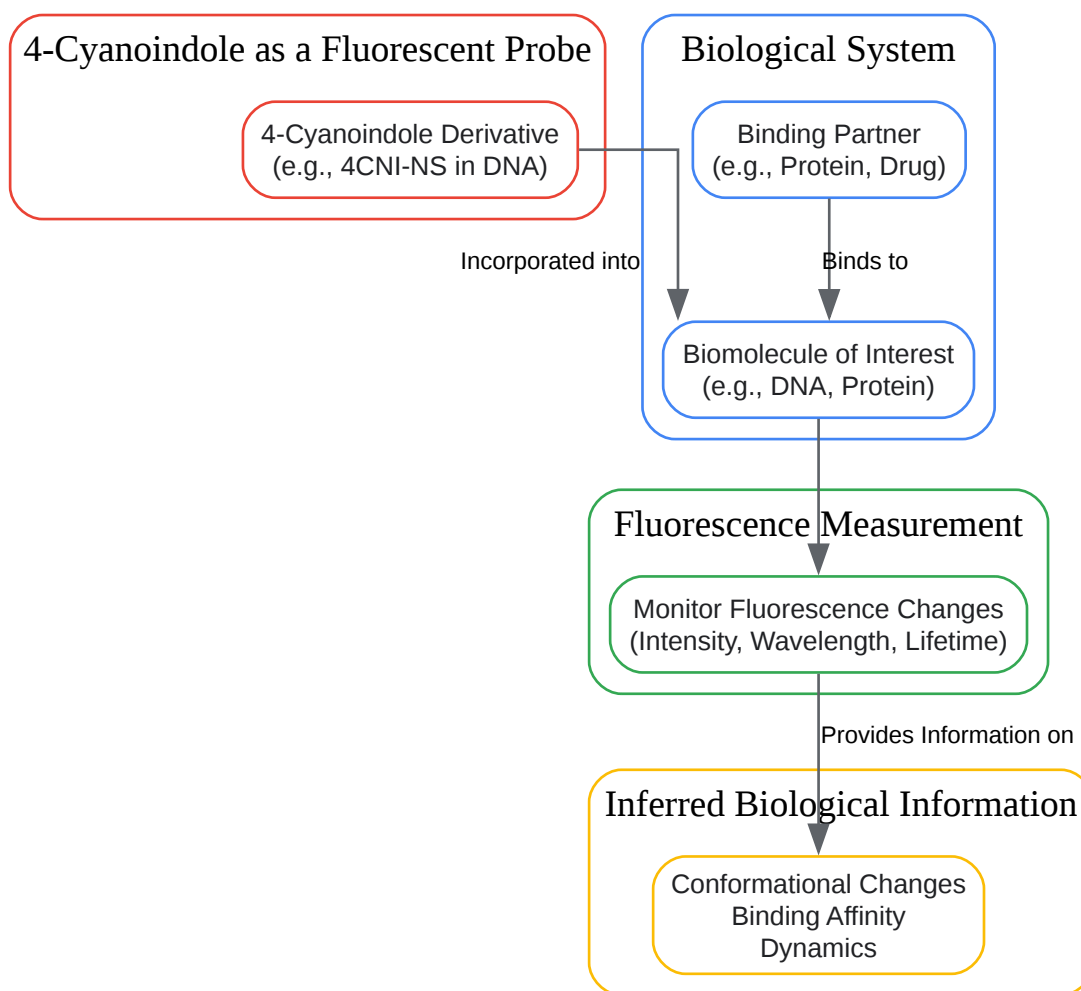 4-Cyanoindole as a Fluorescent Probe
4-Cyanoindole Derivative
(e.g., 4CNI-NS in DNA)
Biological System
Binding Partner
(e.g., Protein, Drug)
Incorporated into
Binds to
Biomolecule of Interest
(e.g., DNA, Protein)
Fluorescence Measurement
Monitor Fluorescence Changes
(Intensity, Wavelength, Lifetime)
Provides Information on
Inferred Biological Information
Conformational Changes
Binding Affinity
Dynamics